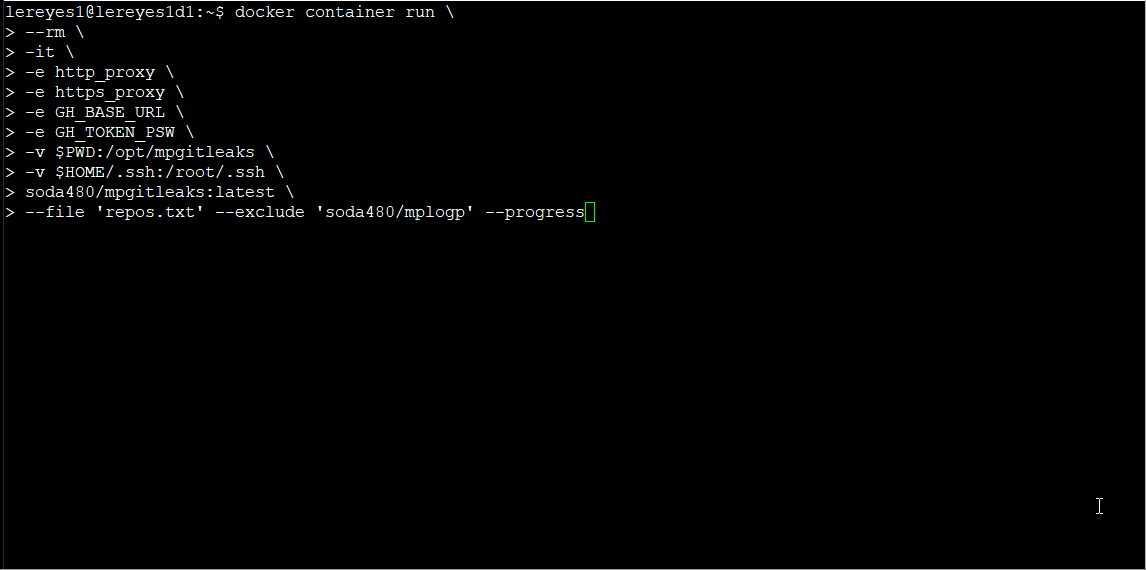 lereyes1@lereyes1d1:~$ docker container run \
> --rm \
> -it \
> -e http_proxy \
> -e https_proxy \
> -e GH_BASE_URL \
> -e GH_TOKEN_PSW \
> -v $PWD:/opt/mpgitleaks \
> -v $HOME/.ssh:/root/.ssh \
> soda480/mpgitleaks:latest \
> --file 'repos.txt' --exclude 'soda480/mplogp' --progress